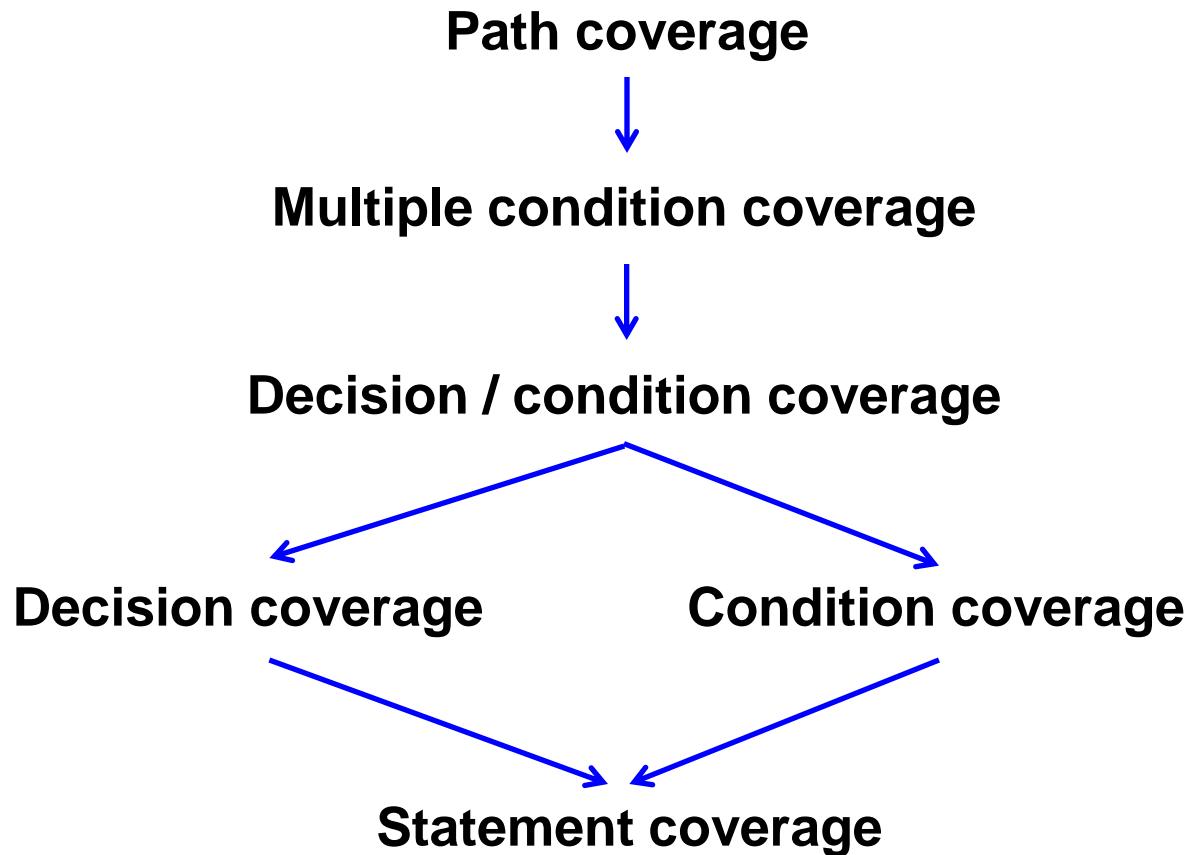 Path coverage
Multiple condition coverage
Decision / condition coverage
Decision coverage
Condition coverage
Statement coverage